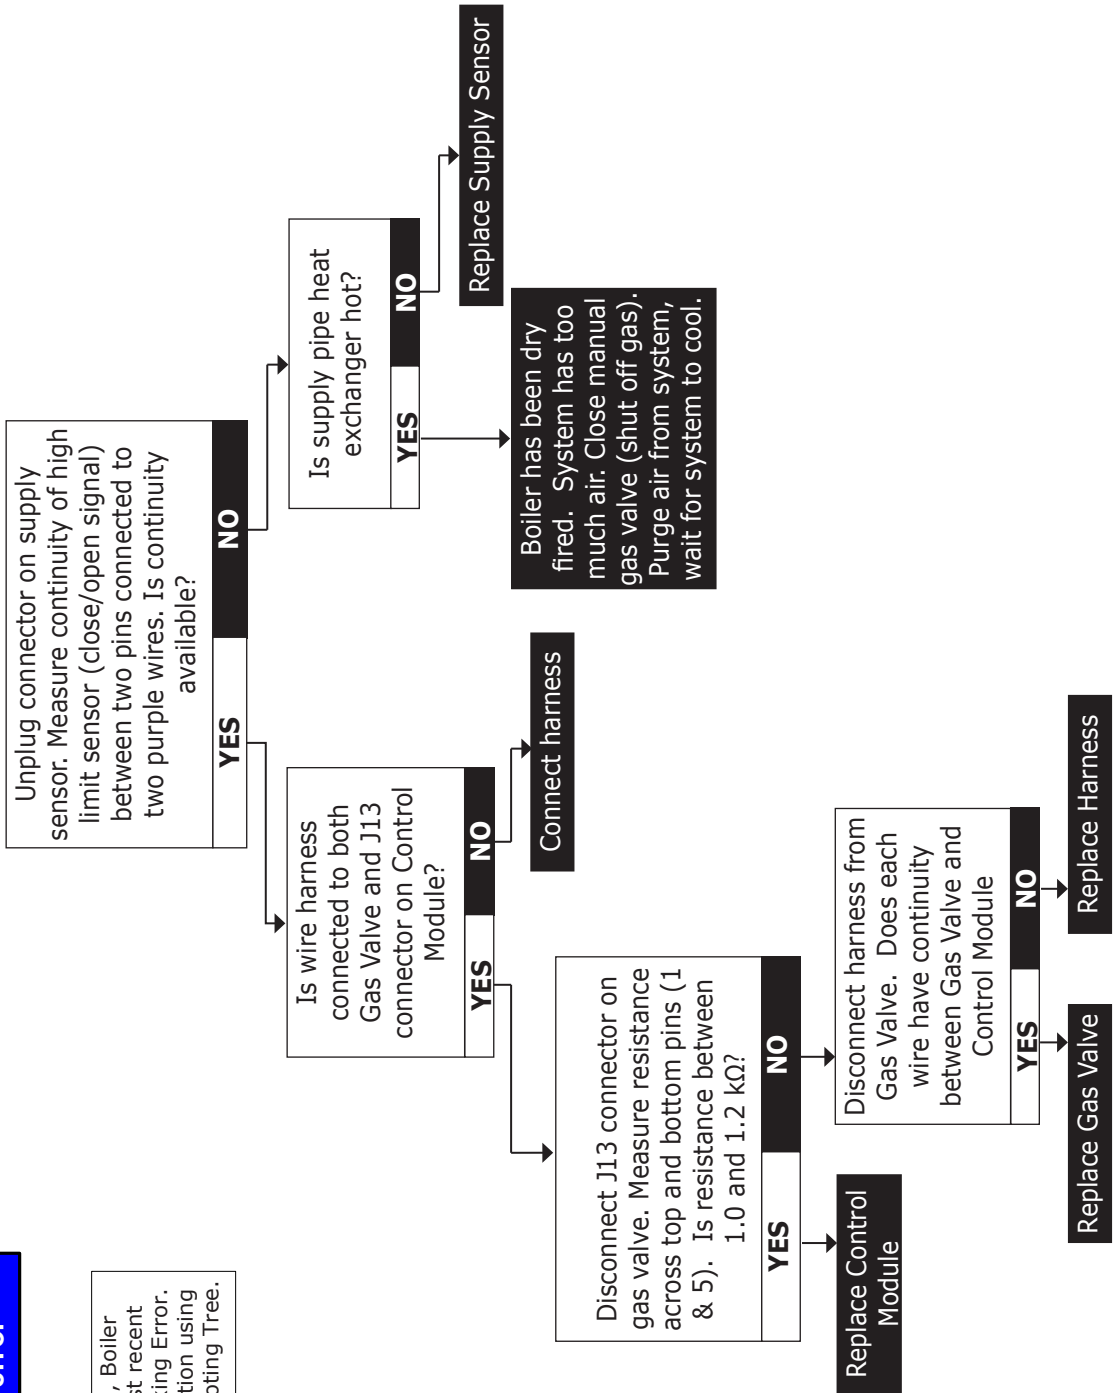 Unplug connector on supply
sensor. Measure continuity of high
limit sensor (close/open signal)
between two pins connected to
two purple wires. Is continuity
available?
YES
NO
Is supply pipe heat
exchanger hot?
YES
NO
Replace Supply Sensor
Boiler has been dry
fired. System has too
much air. Close manual
gas valve (shut off gas).
Purge air from system,
wait for system to cool.
Is wire harness
connected to both
Gas Valve and J13
connector on Control
Module?
YES
NO
Connect harness
Disconnect J13 connector on
gas valve. Measure resistance
across top and bottom pins (1
& 5). Is resistance between
1.0 and 1.2 kΩ?
YES
NO
Replace Control
Module
Disconnect harness from
Gas Valve. Does each
wire have continuity
between Gas Valve and
Control Module
YES
NO
Replace Gas Valve
Replace Harness
, Boiler
recent
Error.
using
Tree.